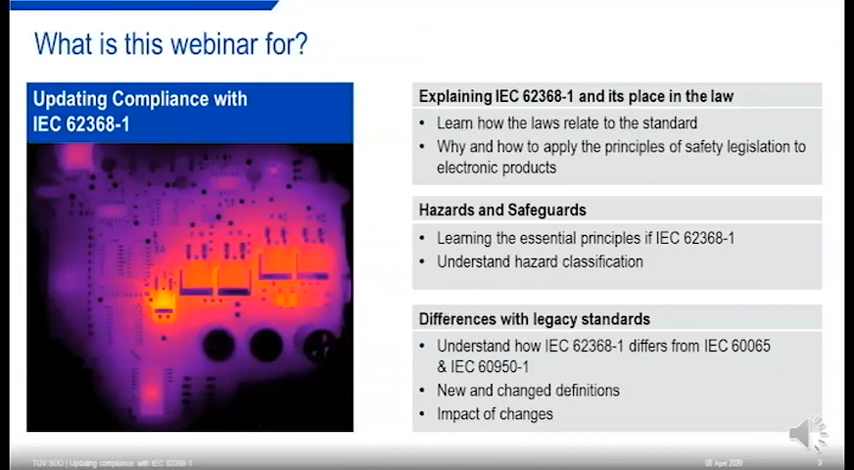 What is this webinar for?
Updating Compliance with
IEC 62368-1
Explaining IEC 62368-1 and its place in the law
• Learn how the laws relate to the standard
• Why and how to apply the principles of safety legislation to
electronic products
Hazards and Safeguards
• Learning the essential principles if IEC 62368-1
• Understand hazard classification
Differences with legacy standards
• Understand how IEC 62368-1 differs from IEC 60065
& IEC 60950-1
• New and changed definitions
• Impact of changes
TÜV SÜD | Updating compliance with IEC 62368-1
08 April 2020